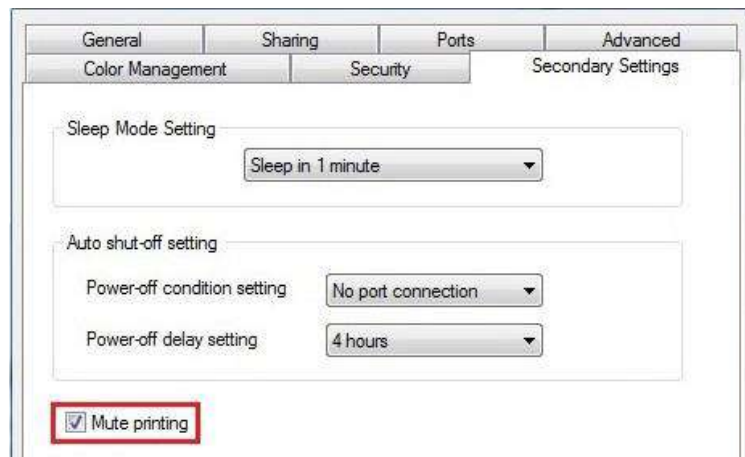 General Sharing Ports Advanced
Color Management Security Secondary Settings
Sleep Mode Setting
Sleep in 1 minute
Auto shut-off setting
Power-off condition setting No port connection
Power-off delay setting 4 hours
Mute printing